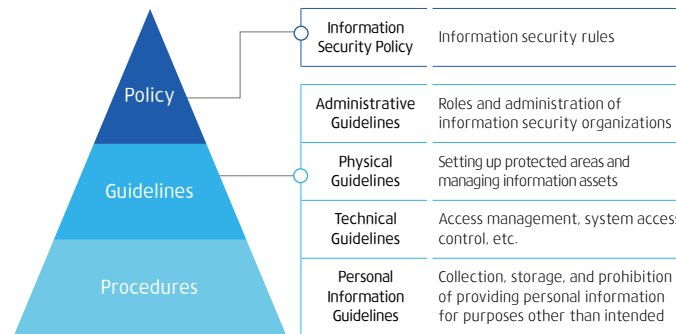 Policy
Guidelines
Procedures
Information
Security Policy
Information security rules
Administrative
Guidelines
Roles and administration of
information security organizations
Physical
Guidelines
Setting up protected areas and
managing information assets
Technical
Guidelines
Access management, system access
control, etc.
Personal
Information
Guidelines
Collection, storage, and prohibition
of providing personal information
for purposes other than intended